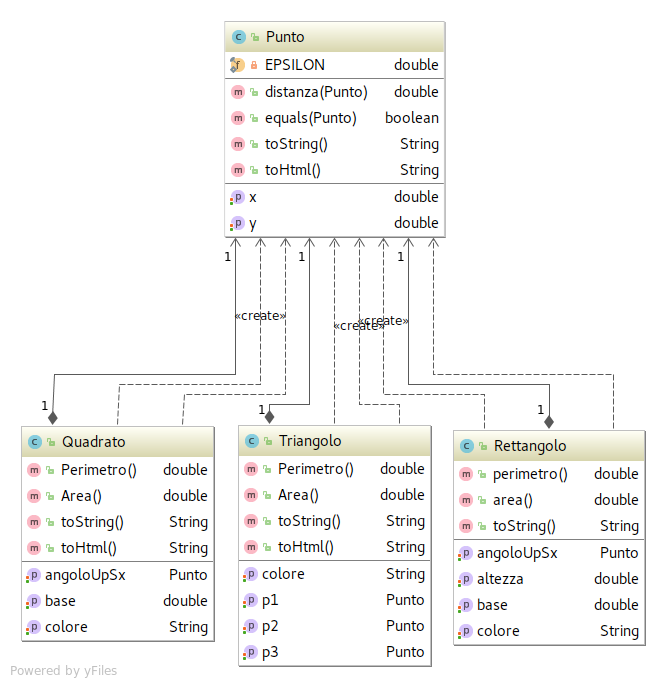 Punto
EPSILON double
distanza(Punto) double
equals(Punto) boolean
toString() String
toHtml() String
x double
y double
1 1 1
«create»
«create» «create»
1 1 1
Quadrato
Perimetro() double
Area() double
toString() String
toHtml() String
angoloUpSx Punto
base double
colore String
Triangolo
Perimetro() double
Area() double
toString() String
toHtml() String
colore String
p1 Punto
p2 Punto
p3 Punto
Rettangolo
perimetro() double
area() double
toString() String
angoloUpSx Punto
altezza double
base double
colore String
Powered by yFiles